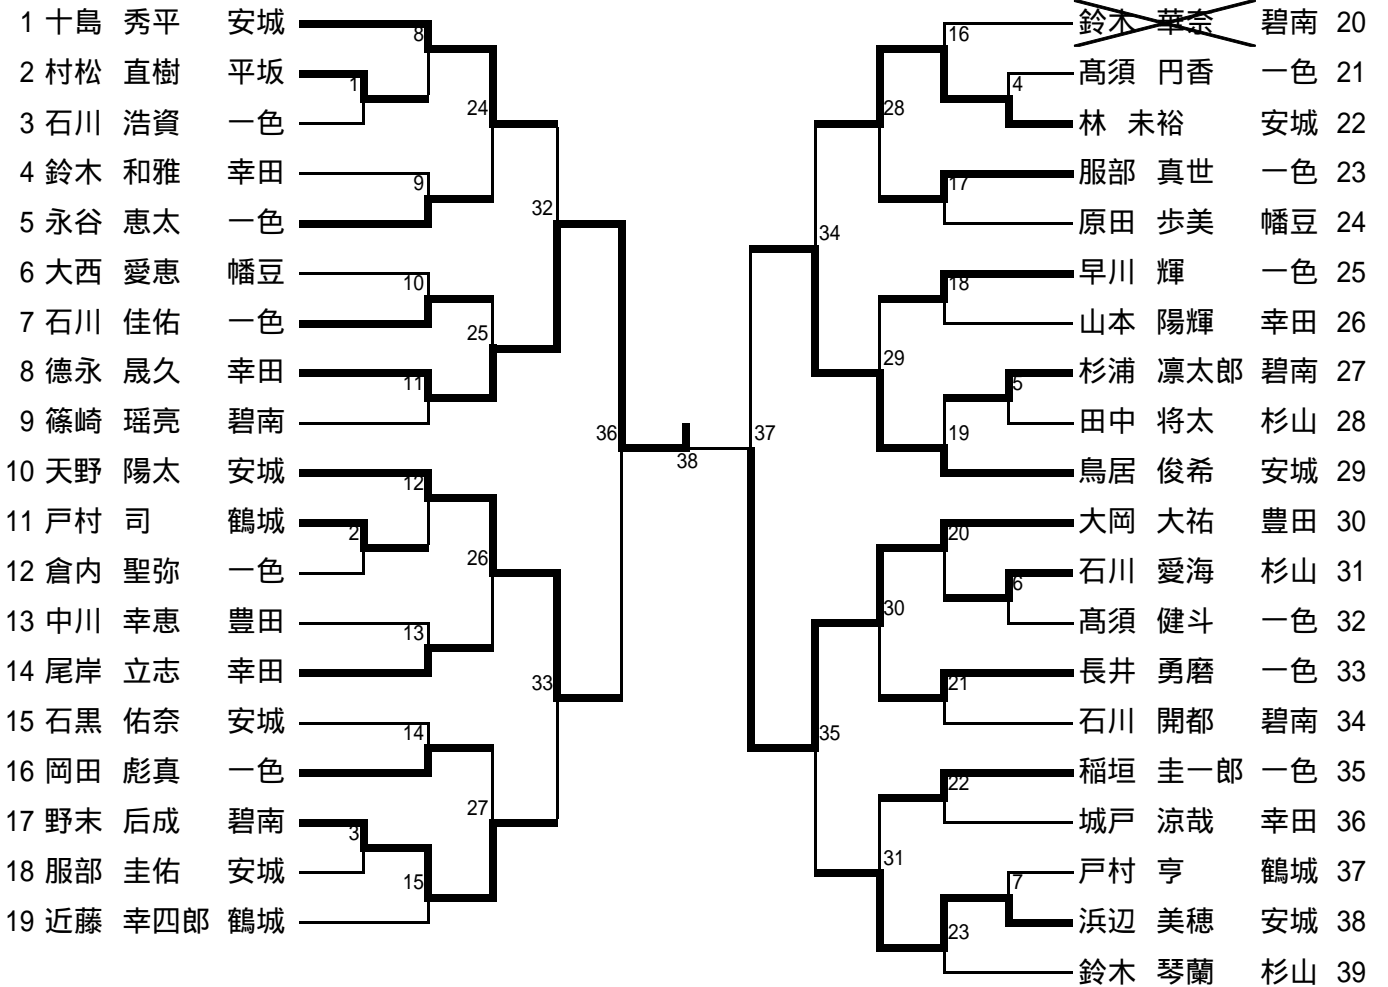 1 十島 秀平 安城
2 村松 直樹 平坂
3 石川 浩資 一色
4 鈴木 和雅 幸田
5 永谷 恵太 一色
6 大西 愛恵 幡豆
7 石川 佳佑 一色
8 德永 晟久 幸田
9 篠崎 瑶亮 碧南
10 天野 陽太 安城
11 戸村 司 鶴城
12 倉内 聖弥 一色
13 中川 幸恵 豊田
14 尾岸 立志 幸田
15 石黒 佑奈 安城
16 岡田 彪真 一色
17 野末 后成 碧南
18 服部 圭佑 安城
19 近藤 幸四郎 鶴城
8
1
24
9
32
10
25
11
36
12
2
26
13
33
14
27
3
15
38
37
16
4
28
17
34
18
29
5
19
20
6
30
21
35
22
31
7
23
鈴木 華奈 碧南 20
髙須 円香 一色 21
林 未裕 安城 22
服部 真世 一色 23
原田 歩美 幡豆 24
早川 輝 一色 25
山本 陽輝 幸田 26
杉浦 凛太郎 碧南 27
田中 将太 杉山 28
鳥居 俊希 安城 29
大岡 大祐 豊田 30
石川 愛海 杉山 31
髙須 健斗 一色 32
長井 勇磨 一色 33
石川 開都 碧南 34
稲垣 圭一郎 一色 35
城戸 涼哉 幸田 36
戸村 亨 鶴城 37
浜辺 美穂 安城 38
鈴木 琴蘭 杉山 39